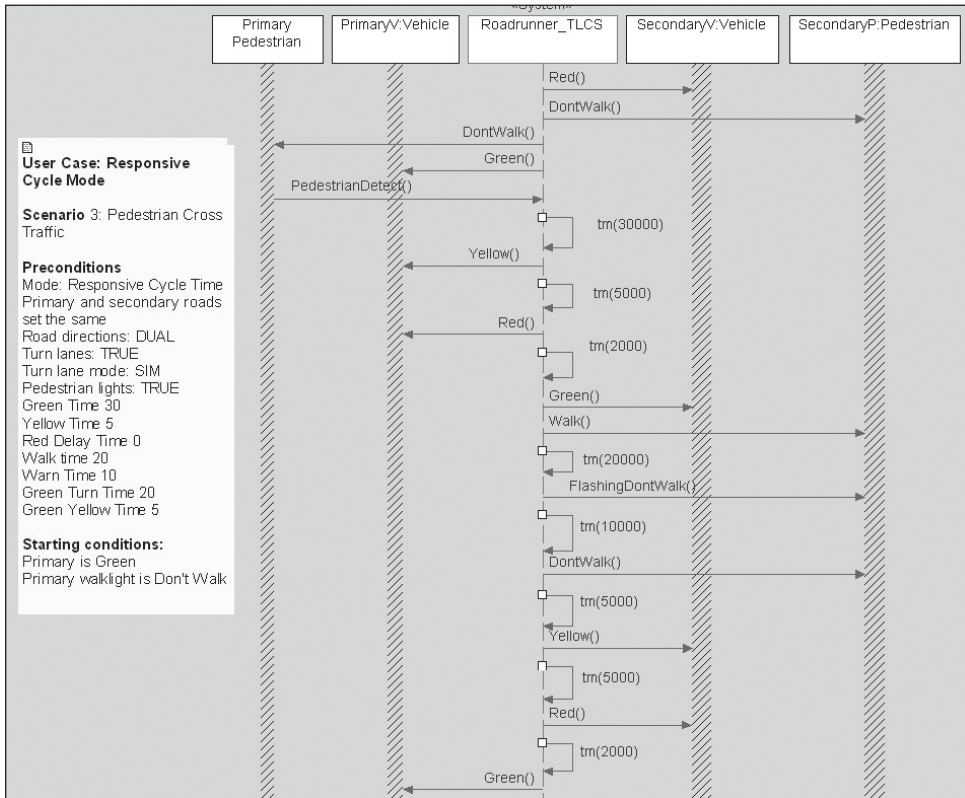 «System»
Primary
Pedestrian
PrimaryV:Vehicle
Roadrunner_TLCS
SecondaryV:Vehicle
SecondaryP:Pedestrian
Red()
DontWalk()
DontWalk()
Green()
PedestrianDetect()
tm(30000)
Yellow()
tm(5000)
Red()
tm(2000)
Green()
Walk()
tm(20000)
FlashingDontWalk()
tm(10000)
DontWalk()
tm(5000)
Yellow()
tm(5000)
Red()
tm(2000)
Green()
User Case: Responsive
Cycle Mode
Scenario 3: Pedestrian Cross
Traffic
Preconditions
Mode: Responsive Cycle Time
Primary and secondary roads
set the same
Road directions: DUAL
Turn lanes: TRUE
Turn lane mode: SIM
Pedestrian lights: TRUE
Green Time 30
Yellow Time 5
Red Delay Time 0
Walk time 20
Warn Time 10
Green Turn Time 20
Green Yellow Time 5
Starting conditions:
Primary is Green
Primary walklight is Don't Walk